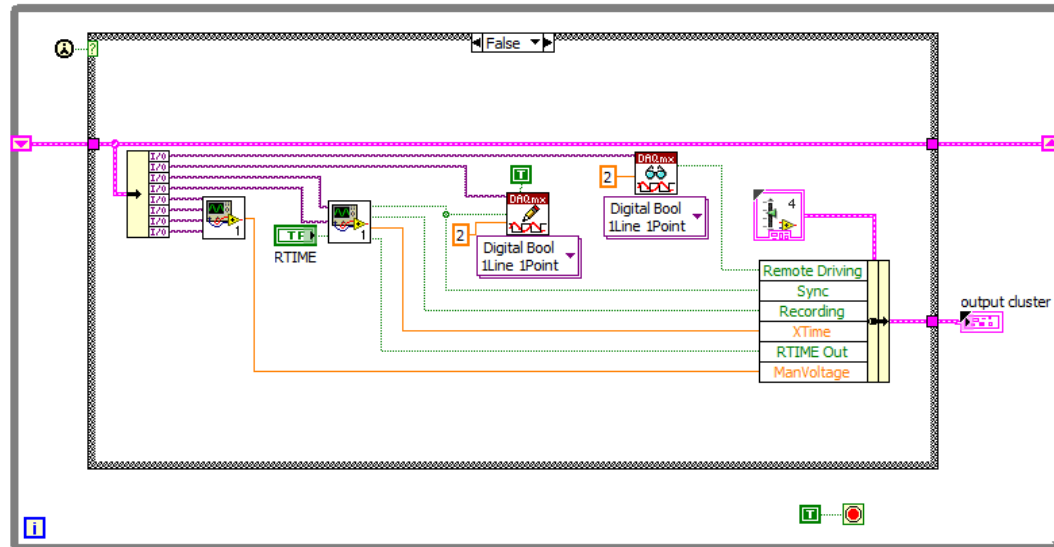 False
?
I/O
I/O
I/O
I/O
I/O
I/O
I/O
I/O
1
TF
RTIME
1
T
DAQmx
2
Digital Bool
1Line 1Point
DAQmx
2
Digital Bool
1Line 1Point
4
Remote Driving
Sync
Recording
XTime
RTIME Out
ManVoltage
output cluster
i
T